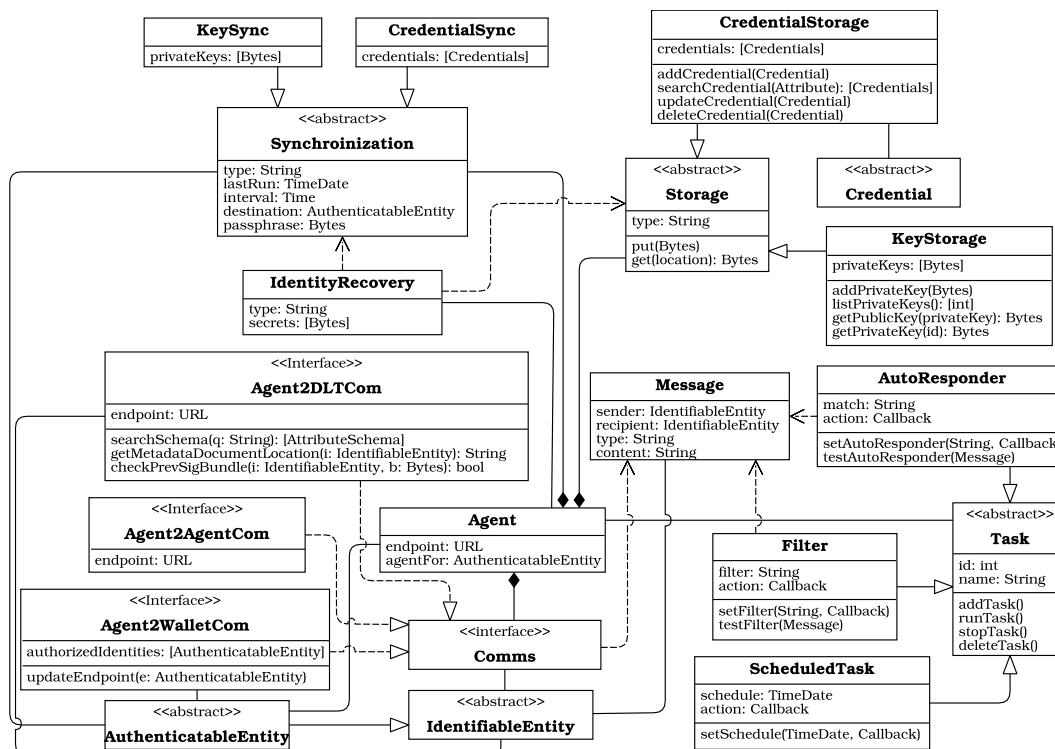 KeySync
privateKeys: [Bytes]
CredentialSync
credentials: [Credentials]
CredentialStorage
credentials: [Credentials]
addCredential(Credential)
searchCredential(Attribute): [Credentials]
updateCredential(Credential)
deleteCredential(Credential)
<<abstract>>
Synchroinization
type: String
lastRun: TimeDate
interval: Time
destination: AuthenticatableEntity
passphrase: Bytes
<<abstract>>
Storage
type: String
put(Bytes)
get(location): Bytes
<<abstract>>
Credential
KeyStorage
privateKeys: [Bytes]
addPrivateKey(Bytes)
listPrivateKeys(): [int]
getPublicKey(privateKey): Bytes
getPrivateKey(id): Bytes
IdentityRecovery
type: String
secrets: [Bytes]
<<Interface>>
Agent2DLTCom
endpoint: URL
searchSchema(q: String): [AttributeSchema]
getMetadataDocumentLocation(i: IdentifiableEntity): String
checkPrevSigBundle(i: IdentifiableEntity, b: Bytes): bool
Message
sender: IdentifiableEntity
recipient: IdentifiableEntity
type: String
content: String
AutoResponder
match: String
action: Callback
setAutoResponder(String, Callback
testAutoResponder(Message)
<<Interface>>
Agent2AgentCom
endpoint: URL
Agent
endpoint: URL
agentFor: AuthenticatableEntity
<<abstract>>
Task
id: int
name: String
addTask()
runTask()
stopTask()
deleteTask()
Filter
filter: String
action: Callback
setFilter(String, Callback)
testFilter(Message)
<<Interface>>
Agent2WalletCom
authorizedIdentities: [AuthenticatableEntity]
updateEndpoint(e: AuthenticatableEntity)
<<interface>>
Comms
ScheduledTask
schedule: TimeDate
action: Callback
setSchedule(TimeDate, Callback)
<<abstract>>
AuthenticatableEntity
<<abstract>>
IdentifiableEntity